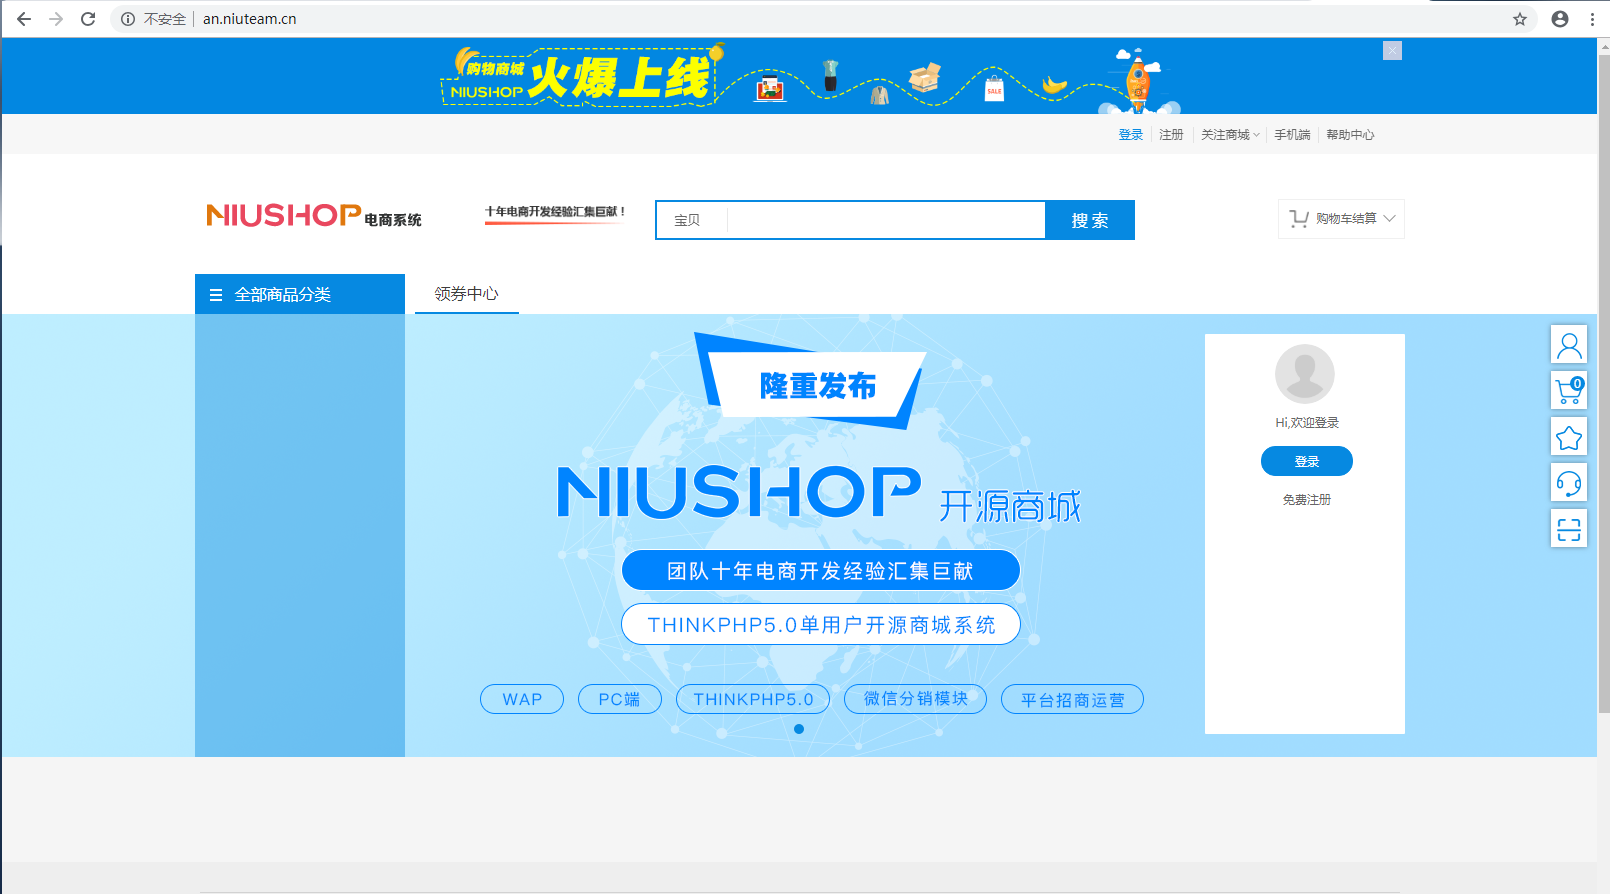 不安全 an.niuteam.cn
购物商城
NIUSHOP
火爆上线
SALE
登录 注册 关注商城 手机端 帮助中心
NIUSHOP 电商系统
十年电商开发经验汇集巨献！
宝贝
搜索
购物车结算
全部商品分类 领券中心
隆重发布
NIUSHOP 开源商城
团队十年电商开发经验汇集巨献
THINKPHP5.0单用户开源商城系统
WAP PC端 THINKPHP5.0 微信分销模块 平台招商运营
Hi,欢迎登录
登录
免费注册
0